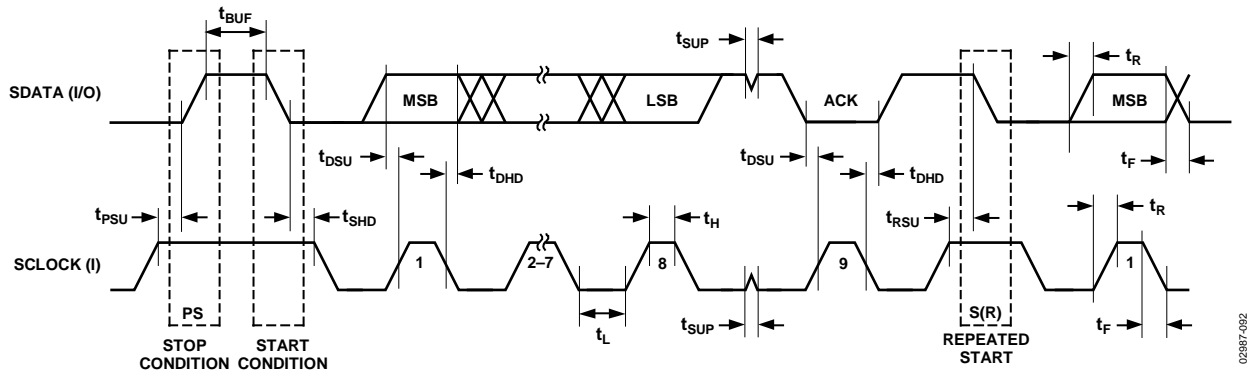 tBUF
tSUP
tR
SDATA (I/O)
MSB
LSB
ACK
MSB
tDSU
tDHD
tDSU
tDHD
tF
tPSU
tSHD
tH
tRSU
tR
SCLOCK (I)
1
2–7
8
9
1
PS
tL
tSUP
S(R)
tF
STOP
CONDITION
START
CONDITION
REPEATED
START
02987-092